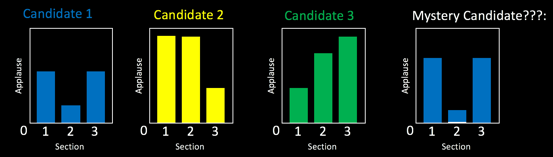 Candidate 1
Candidate 2
Candidate 3
Mystery Candidate???:
Applause
0
1 2 3
Section
Applause
0
1 2 3
Section
Applause
0
1 2 3
Section
Applause
0
1 2 3
Section